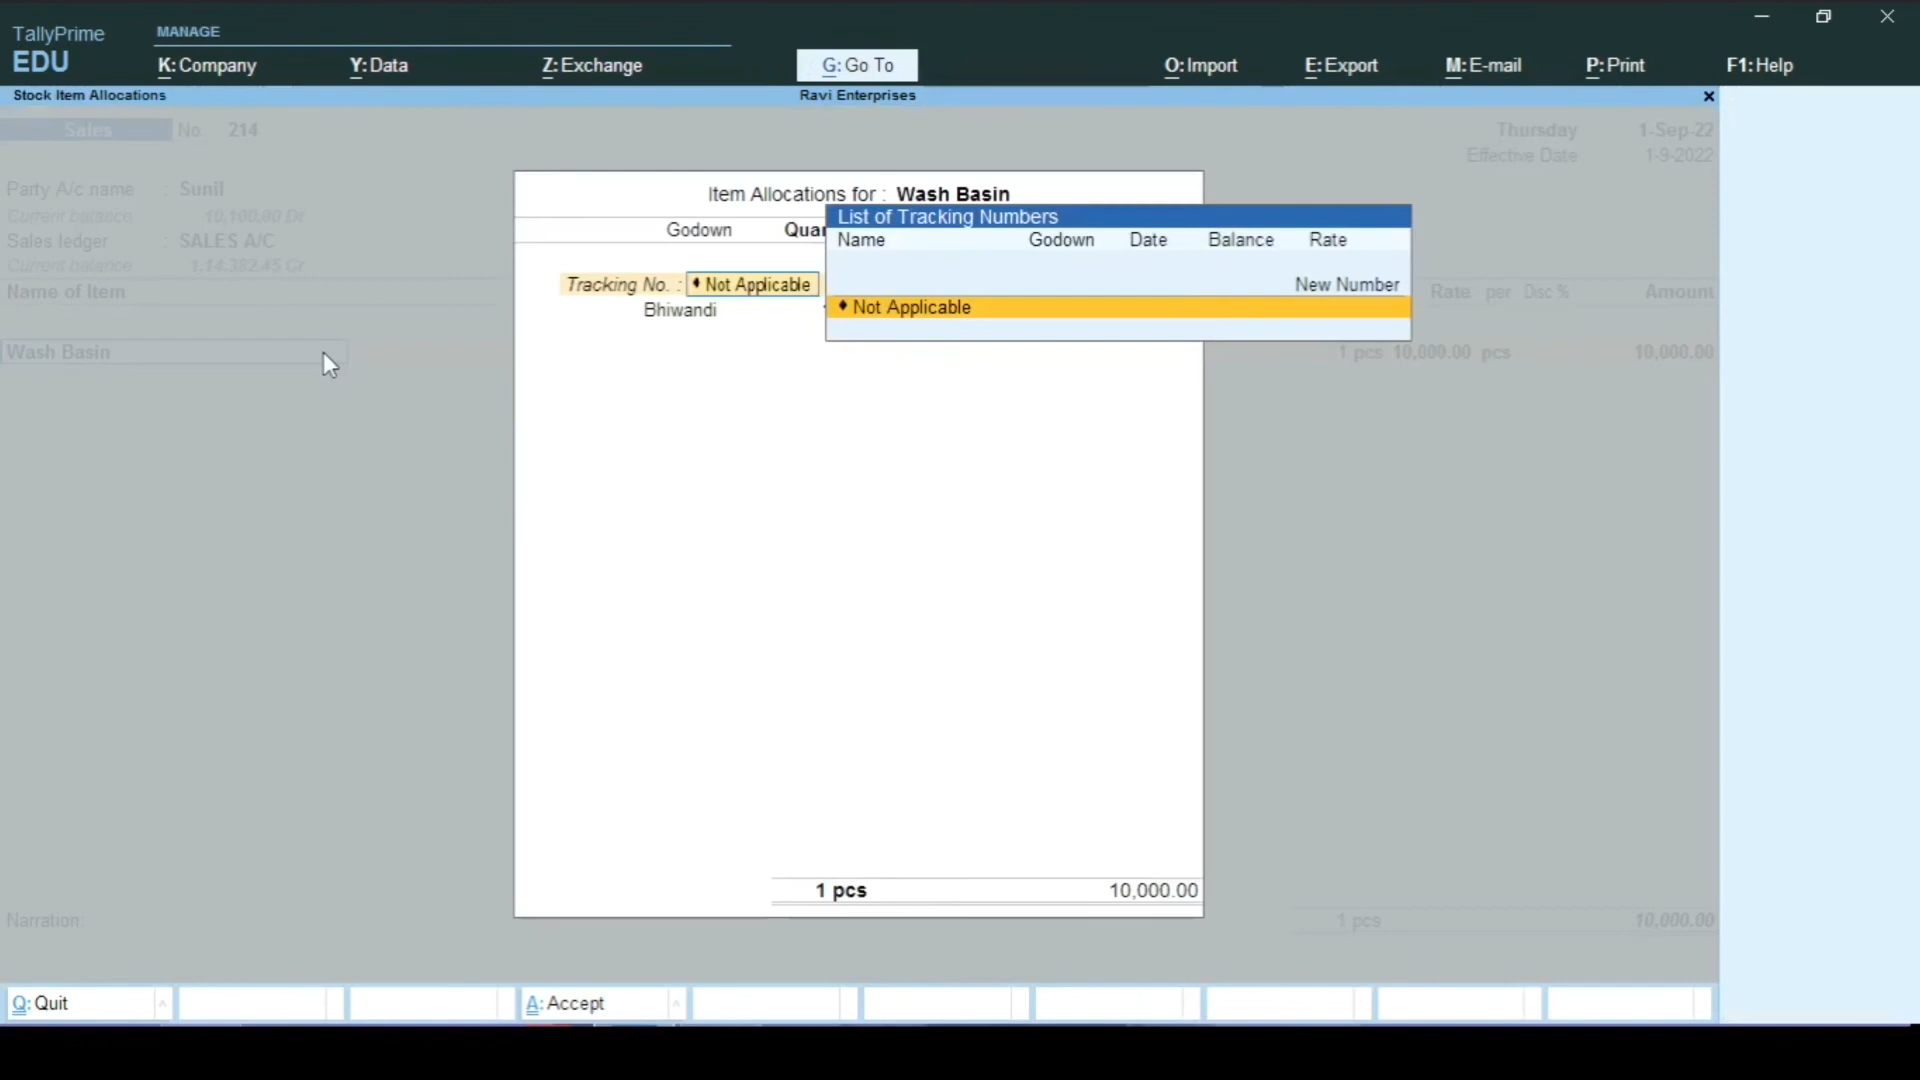 TallyPrime
EDU
MANAGE
K: Company
Y: Data
Z: Exchange
G: Go To
O: Import
E: Export
M: E-mail
P: Print
F1: Help
Stock Item Allocations
Ravi Enterprises
Sales No. 214
Thursday 1-Sep-22
Effective Date 1-9-2022
Party A/c name : Sunil
Current balance 10,100.00 Dr
Sales ledger : SALES A/C
Current balance 1,14,382.45 Cr
Name of Item
Rate per Disc % Amount
Wash Basin
1 pcs 10,000.00 pcs 10,000.00
Item Allocations for : Wash Basin
Godown Quan
Tracking No. : ♦ Not Applicable
Bhiwandi
List of Tracking Numbers
Name Godown Date Balance Rate
New Number
♦ Not Applicable
1 pcs 10,000.00
Narration:
1 pcs 10,000.00
Q: Quit
A: Accept